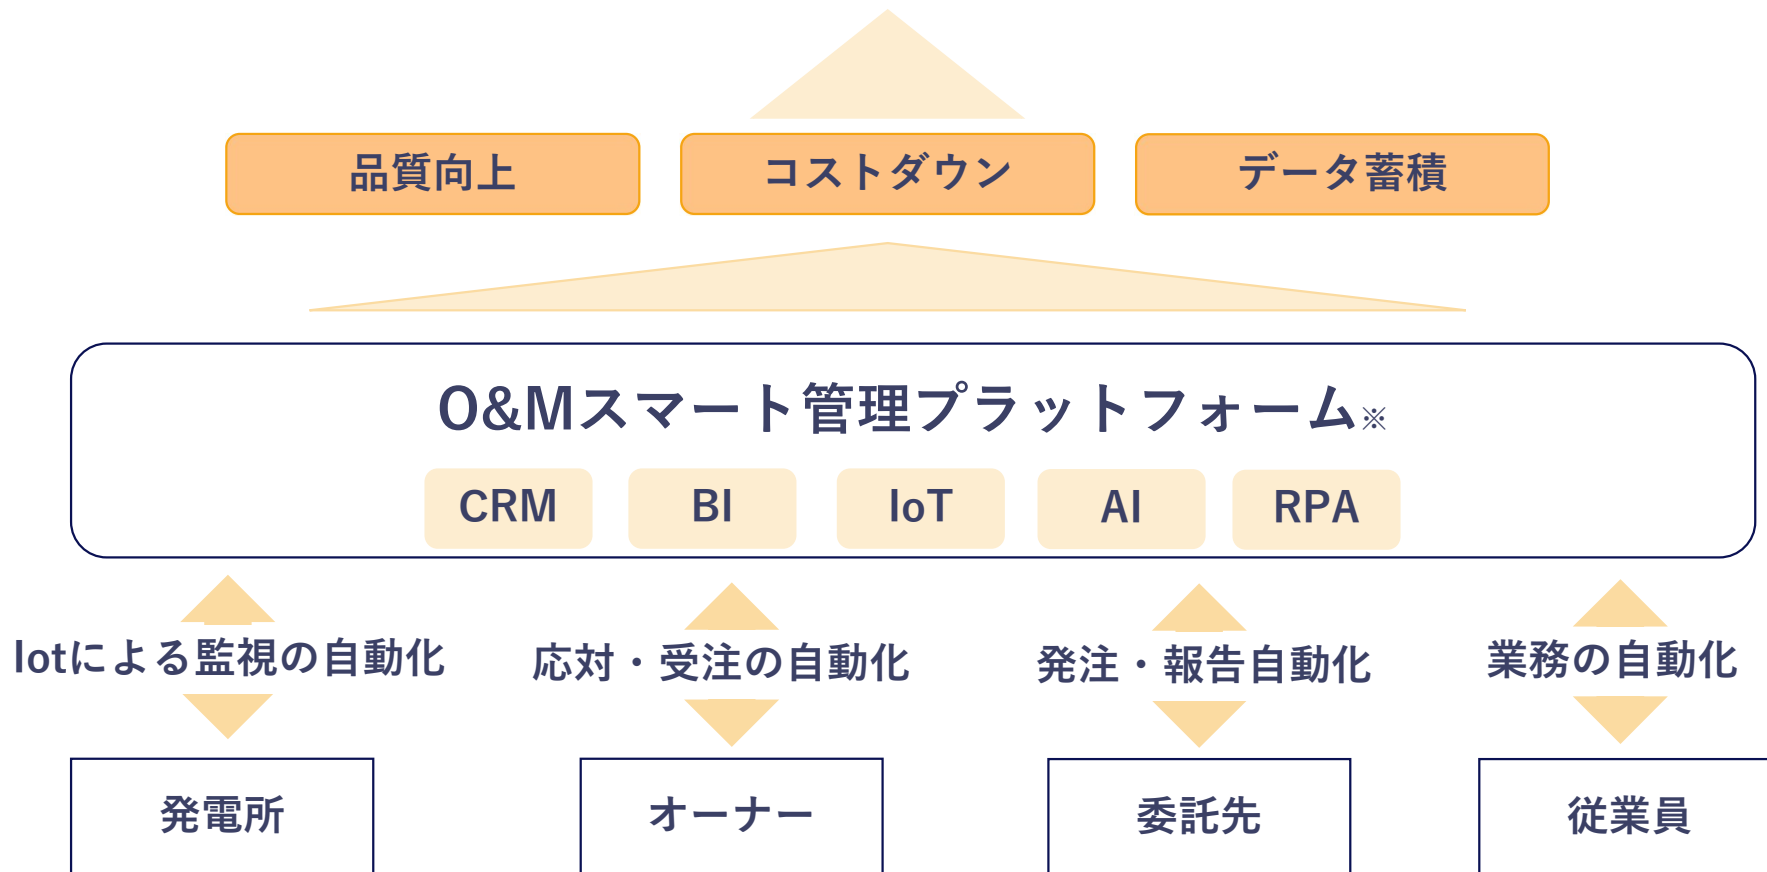 品質向上
コストダウン
データ蓄積
O&Mスマート管理プラットフォーム※
CRM
BI
IoT
AI
RPA
Iotによる監視の自動化
応対・受注の自動化
発注・報告自動化
業務の自動化
発電所
オーナー
委託先
従業員